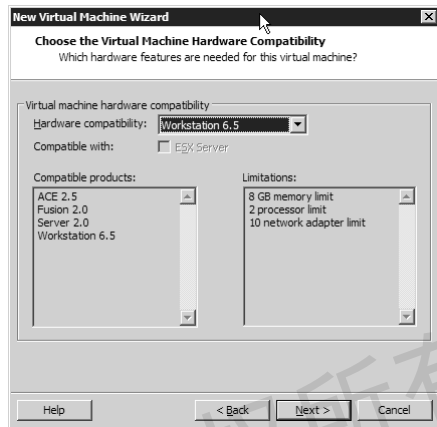 New Virtual Machine Wizard
Choose the Virtual Machine Hardware Compatibility
Which hardware features are needed for this virtual machine?
Virtual machine hardware compatibility
Hardware compatibility: Workstation 6.5
Compatible with: ESX Server
Compatible products: Limitations:
ACE 2.5 8 GB memory limit
Fusion 2.0 2 processor limit
Server 2.0 10 network adapter limit
Workstation 6.5
Help < Back Next > Cancel